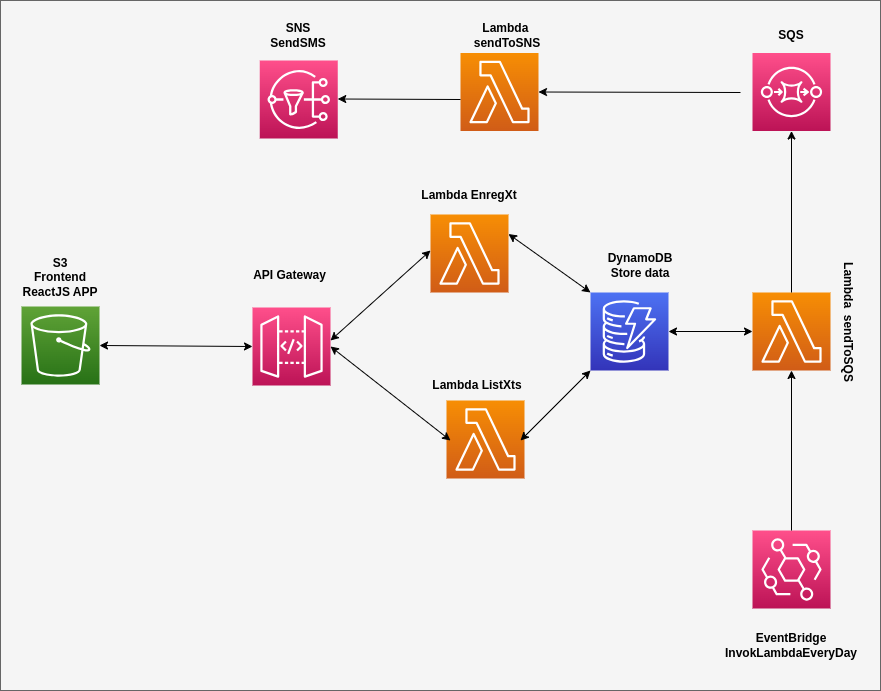 SNS
SendSMS
Lambda
sendToSNS
SQS
Lambda EnregXt
S3
Frontend
ReactJS APP
API Gateway
DynamoDB
Store data
Lambda  sendToSQS
Lambda ListXts
</>
EventBridge
InvokLambdaEveryDay